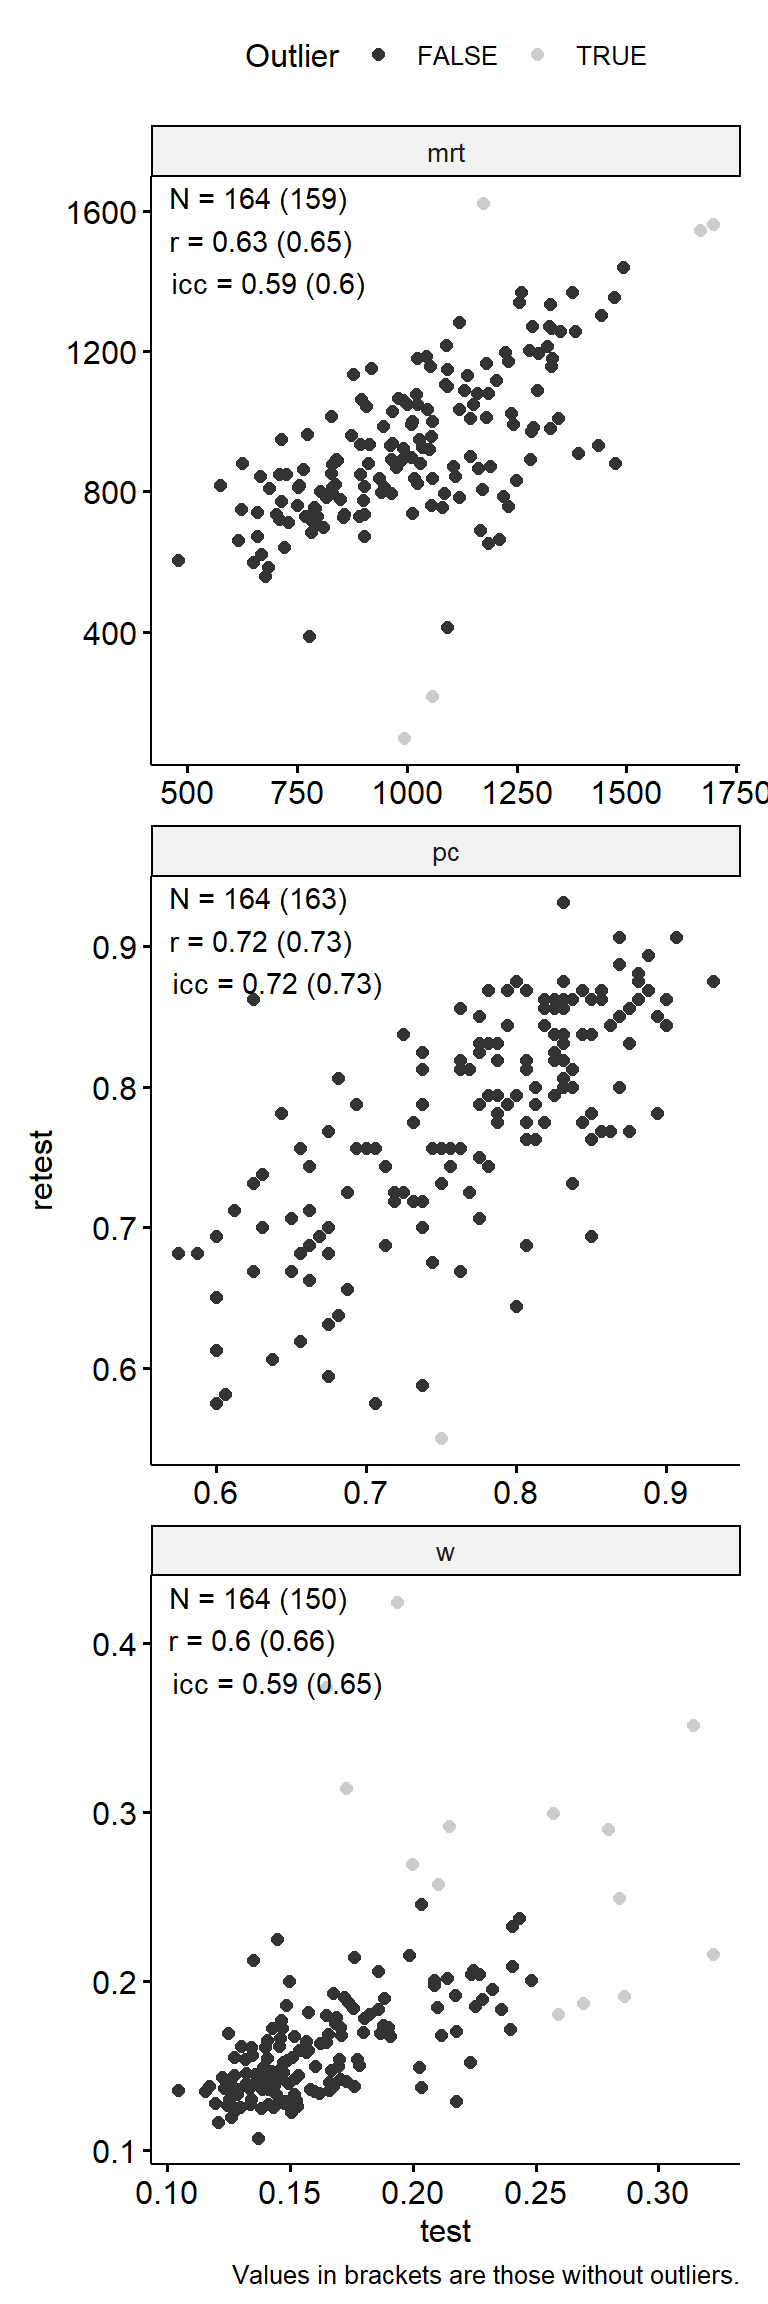 Outlier FALSE TRUE
mrt
N = 164 (159)
r = 0.63 (0.65)
icc = 0.59 (0.6)
1600
1200
800
400
500 750 1000 1250 1500 1750
pc
N = 164 (163)
r = 0.72 (0.73)
icc = 0.72 (0.73)
0.9
0.8
0.7
0.6
0.6 0.7 0.8 0.9
retest
w
N = 164 (150)
r = 0.6 (0.66)
icc = 0.59 (0.65)
0.4
0.3
0.2
0.1
0.10 0.15 0.20 0.25 0.30
test
Values in brackets are those without outliers.